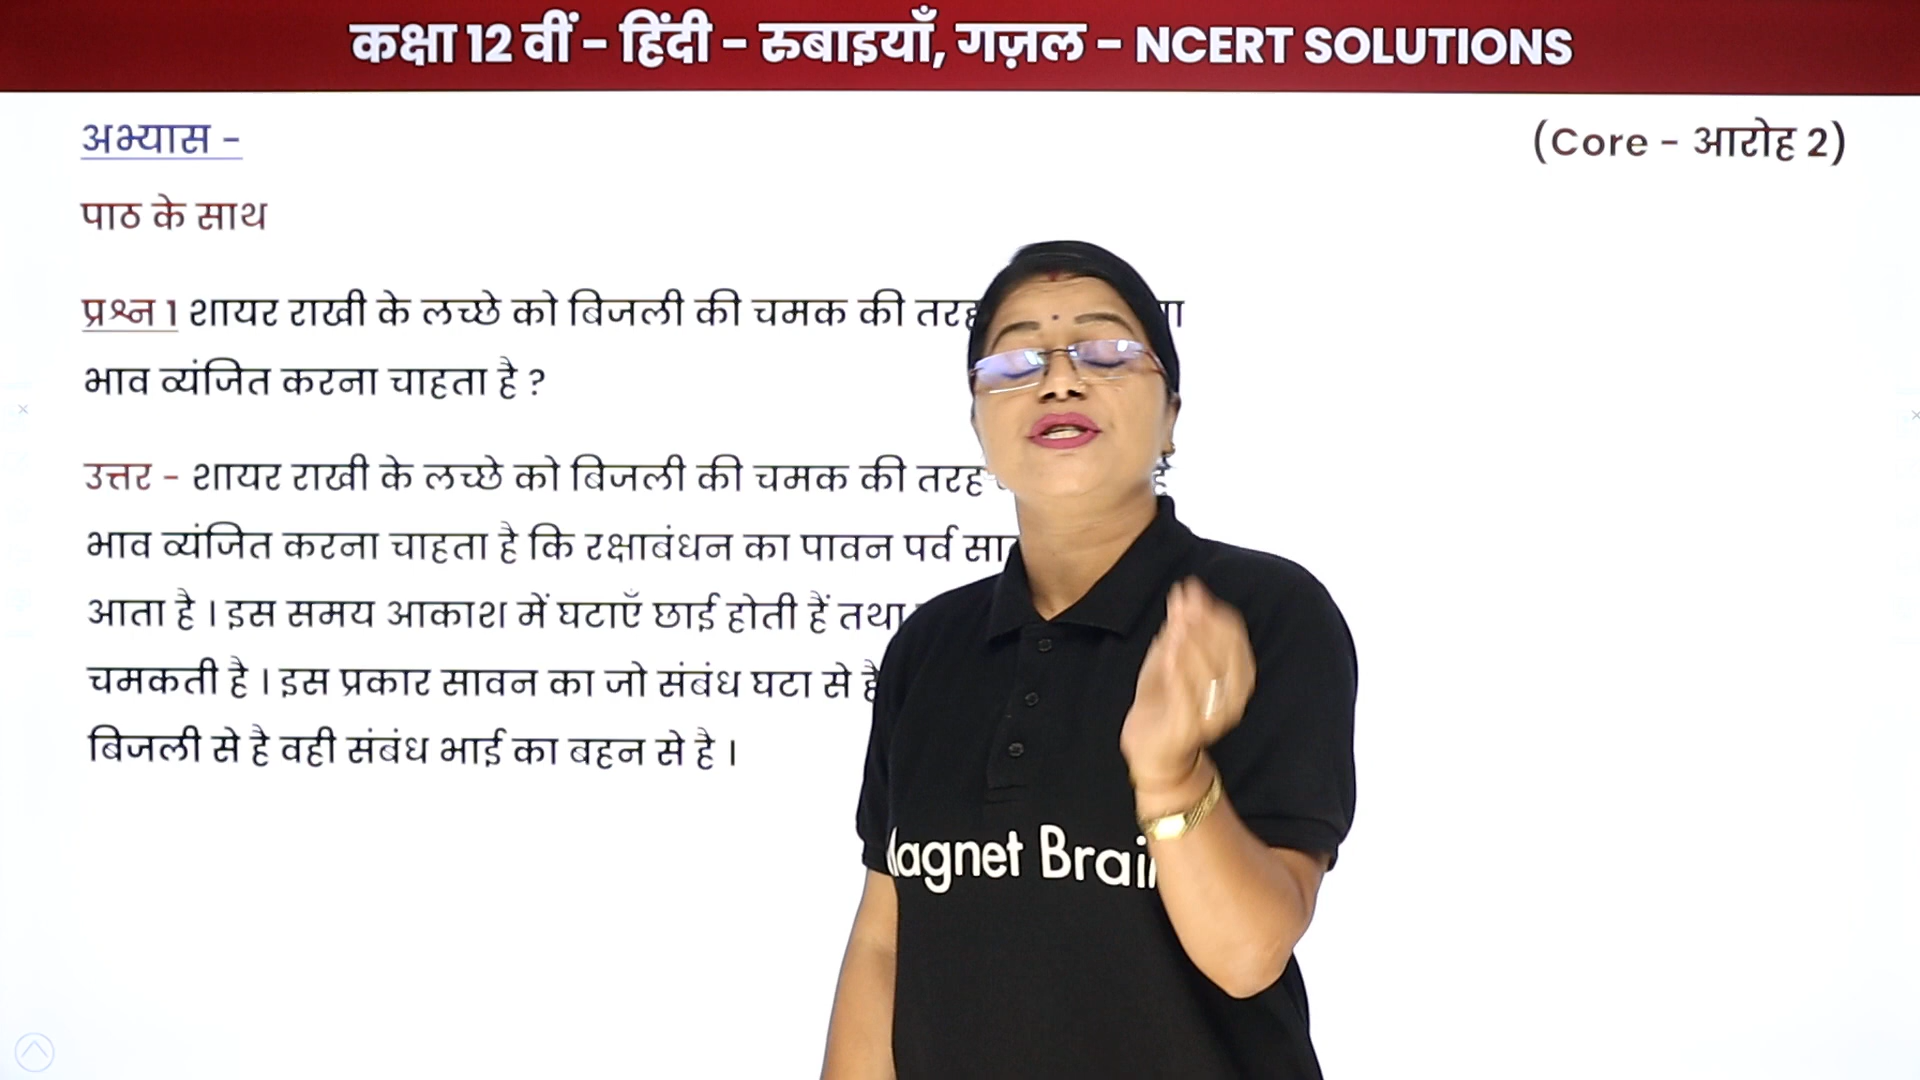 कक्षा 12 वीं - हिंदी - रुबाइयाँ, गज़ल - NCERT SOLUTIONS
अभ्यास -
(Core - आरोह 2)
पाठ के साथ
प्रश्न 1 शायर राखी के लच्छे को बिजली की चमक की तरह
भाव व्यंजित करना चाहता है ?
उत्तर - शायर राखी के लच्छे को बिजली की चमक की तरह
भाव व्यंजित करना चाहता है कि रक्षाबंधन का पावन पर्व
आता है । इस समय आकाश में घटाएँ छाई होती हैं तथा
चमकती है । इस प्रकार सावन का जो संबंध घटा से है
बिजली से है वही संबंध भाई का बहन से है ।